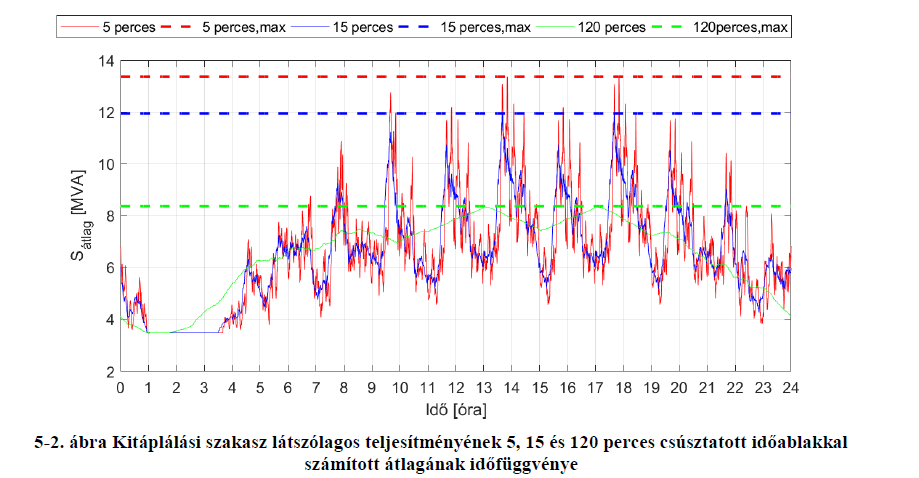 5 perces 5 perces,max 15 perces 15 perces,max 120 perces 120perces,max
14
12
10
8
6
4
2
Sátlag [MVA]
0 1 2 3 4 5 6 7 8 9 10 11 12 13 14 15 16 17 18 19 20 21 22 23 24
Idő [óra]
5-2. ábra Kitáplálási szakasz látszólagos teljesítményének 5, 15 és 120 perces csúsztatott időablakkal
számított átlagának időfüggvénye